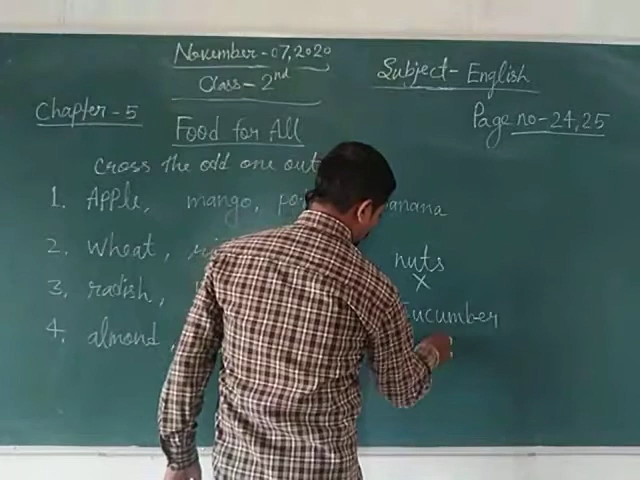 November-07,2020
Class-2nd
Subject-English
Chapter-5
Page no-24,25
Food for All
Cross the odd one out
1. Apple, mango, banana
2. Wheat, nuts
X
3. radish, Cucumber
4. almond,